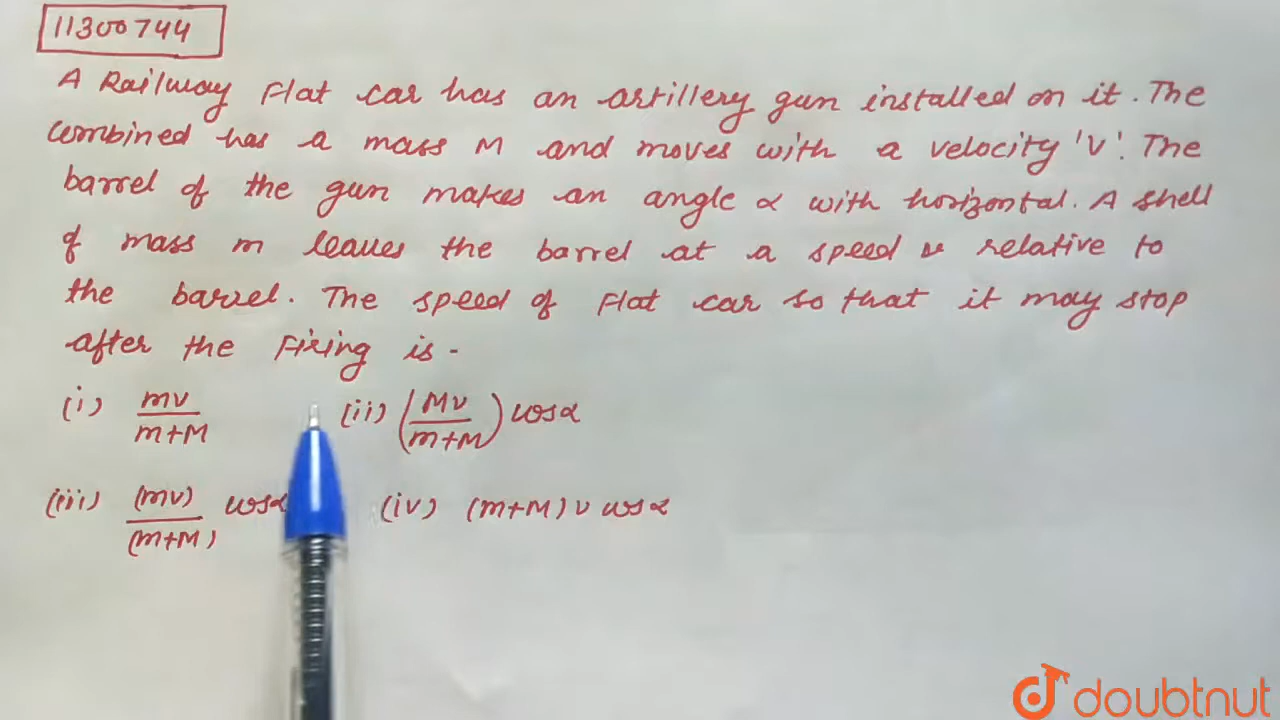 11300744
A Railway flat car has an artillery gun installed on it. The
combined has a mass M and moves with a velocity 'V'. The
barrel of the gun makes an angle α with horizontal. A shell
of mass m leaves the barrel at a speed v relative to
the barrel. The speed of flat car so that it may stop
after the firing is -
(i) mv/m+M (ii) (Mv/m+M) cosα
(iii) (mv)/(m+M) cosα (iv) (m+M) v cosα
doubtnut